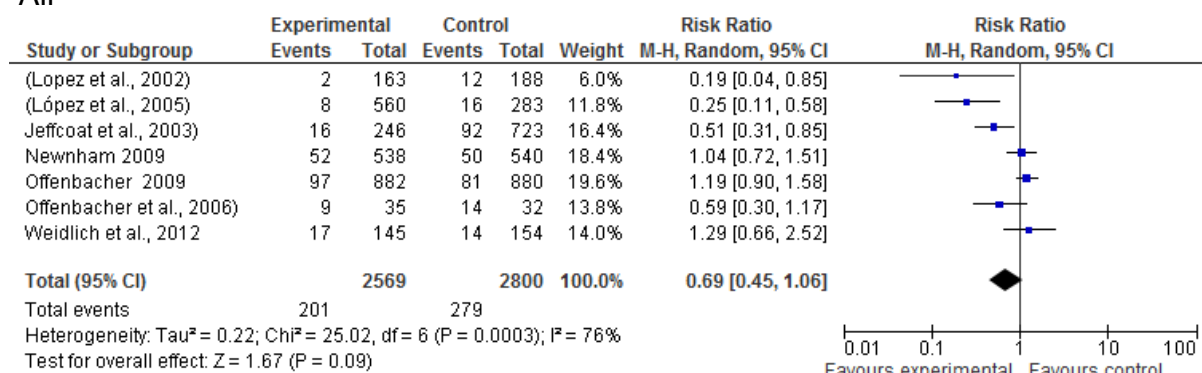 All
Experimental Control Risk Ratio Risk Ratio
Study or Subgroup Events Total Events Total Weight M-H, Random, 95% CI M-H, Random, 95% CI
(Lopez et al., 2002) 2 163 12 188 6.0% 0.19 [0.04, 0.85]
(López et al., 2005) 8 560 16 283 11.8% 0.25 [0.11, 0.58]
Jeffcoat et al., 2003) 16 246 92 723 16.4% 0.51 [0.31, 0.85]
Newnham 2009 52 538 50 540 18.4% 1.04 [0.72, 1.51]
Offenbacher 2009 97 882 81 880 19.6% 1.19 [0.90, 1.58]
Offenbacher et al., 2006) 9 35 14 32 13.8% 0.59 [0.30, 1.17]
Weidlich et al., 2012 17 145 14 154 14.0% 1.29 [0.66, 2.52]
Total (95% CI) 2569 2800 100.0% 0.69 [0.45, 1.06]
Total events 201 279
Heterogeneity: Tau² = 0.22; Chi² = 25.02, df = 6 (P = 0.0003); I² = 76%
Test for overall effect: Z = 1.67 (P = 0.09)
0.01 0.1 1 10 100
Favours experimental Favours control